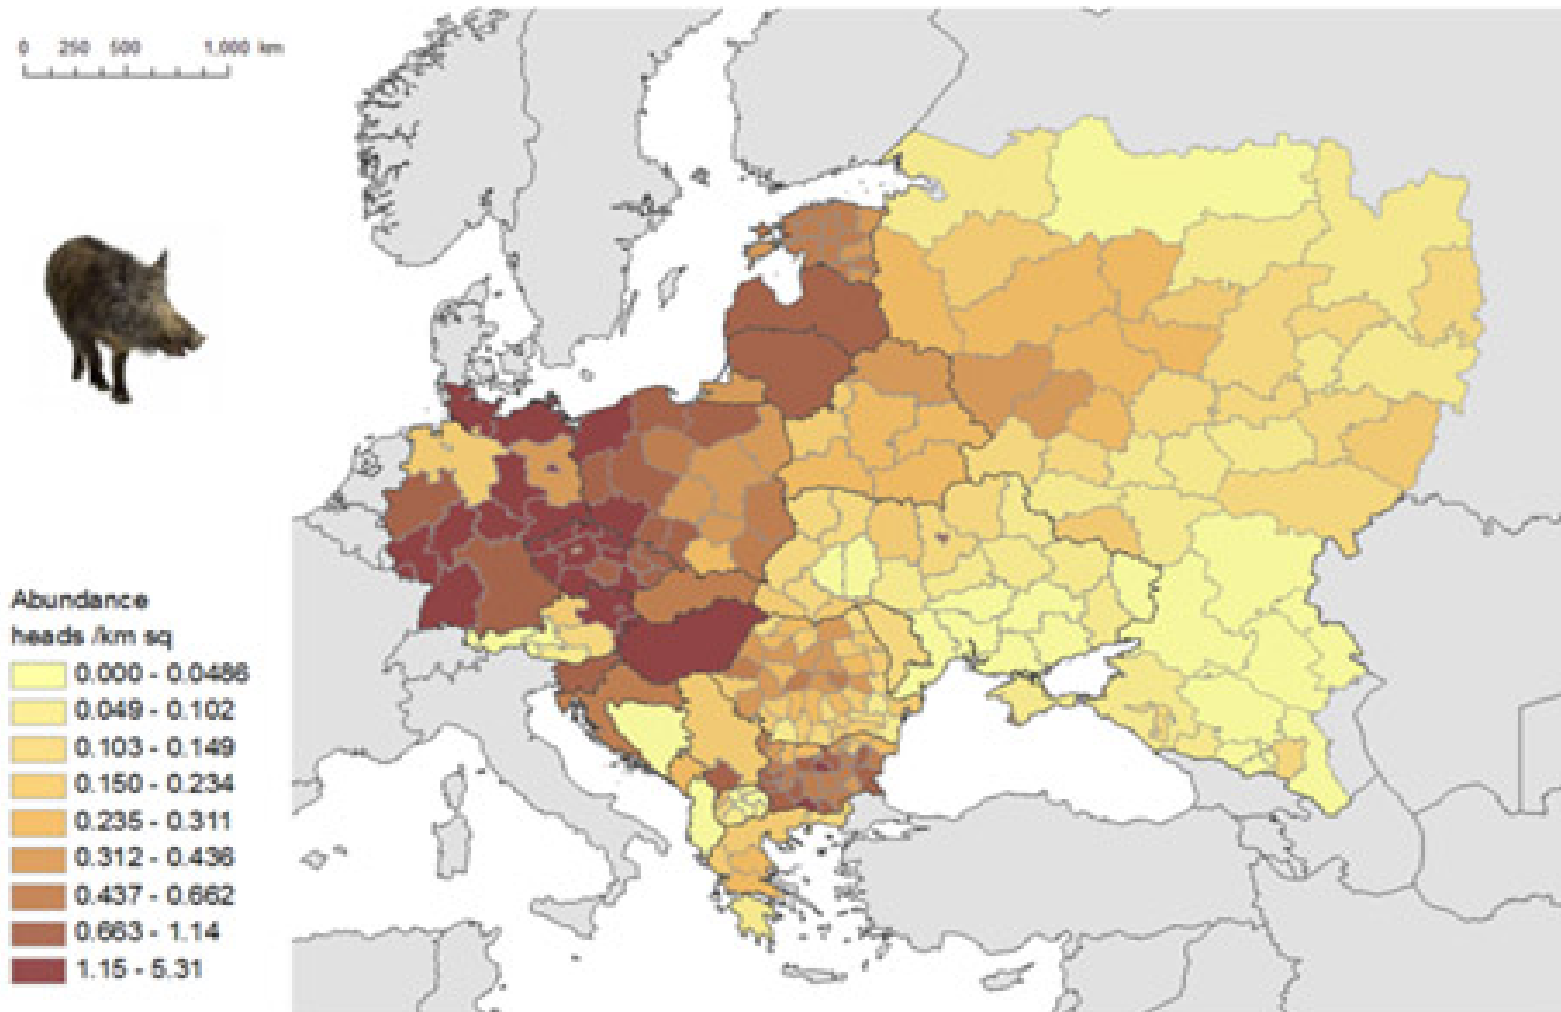 0 250 500 1,000 km
Abundance
heads /km sq
0.000 - 0.0486
0.049 - 0.102
0.103 - 0.149
0.150 - 0.234
0.235 - 0.311
0.312 - 0.436
0.437 - 0.662
0.663 - 1.14
1.15 - 5.31